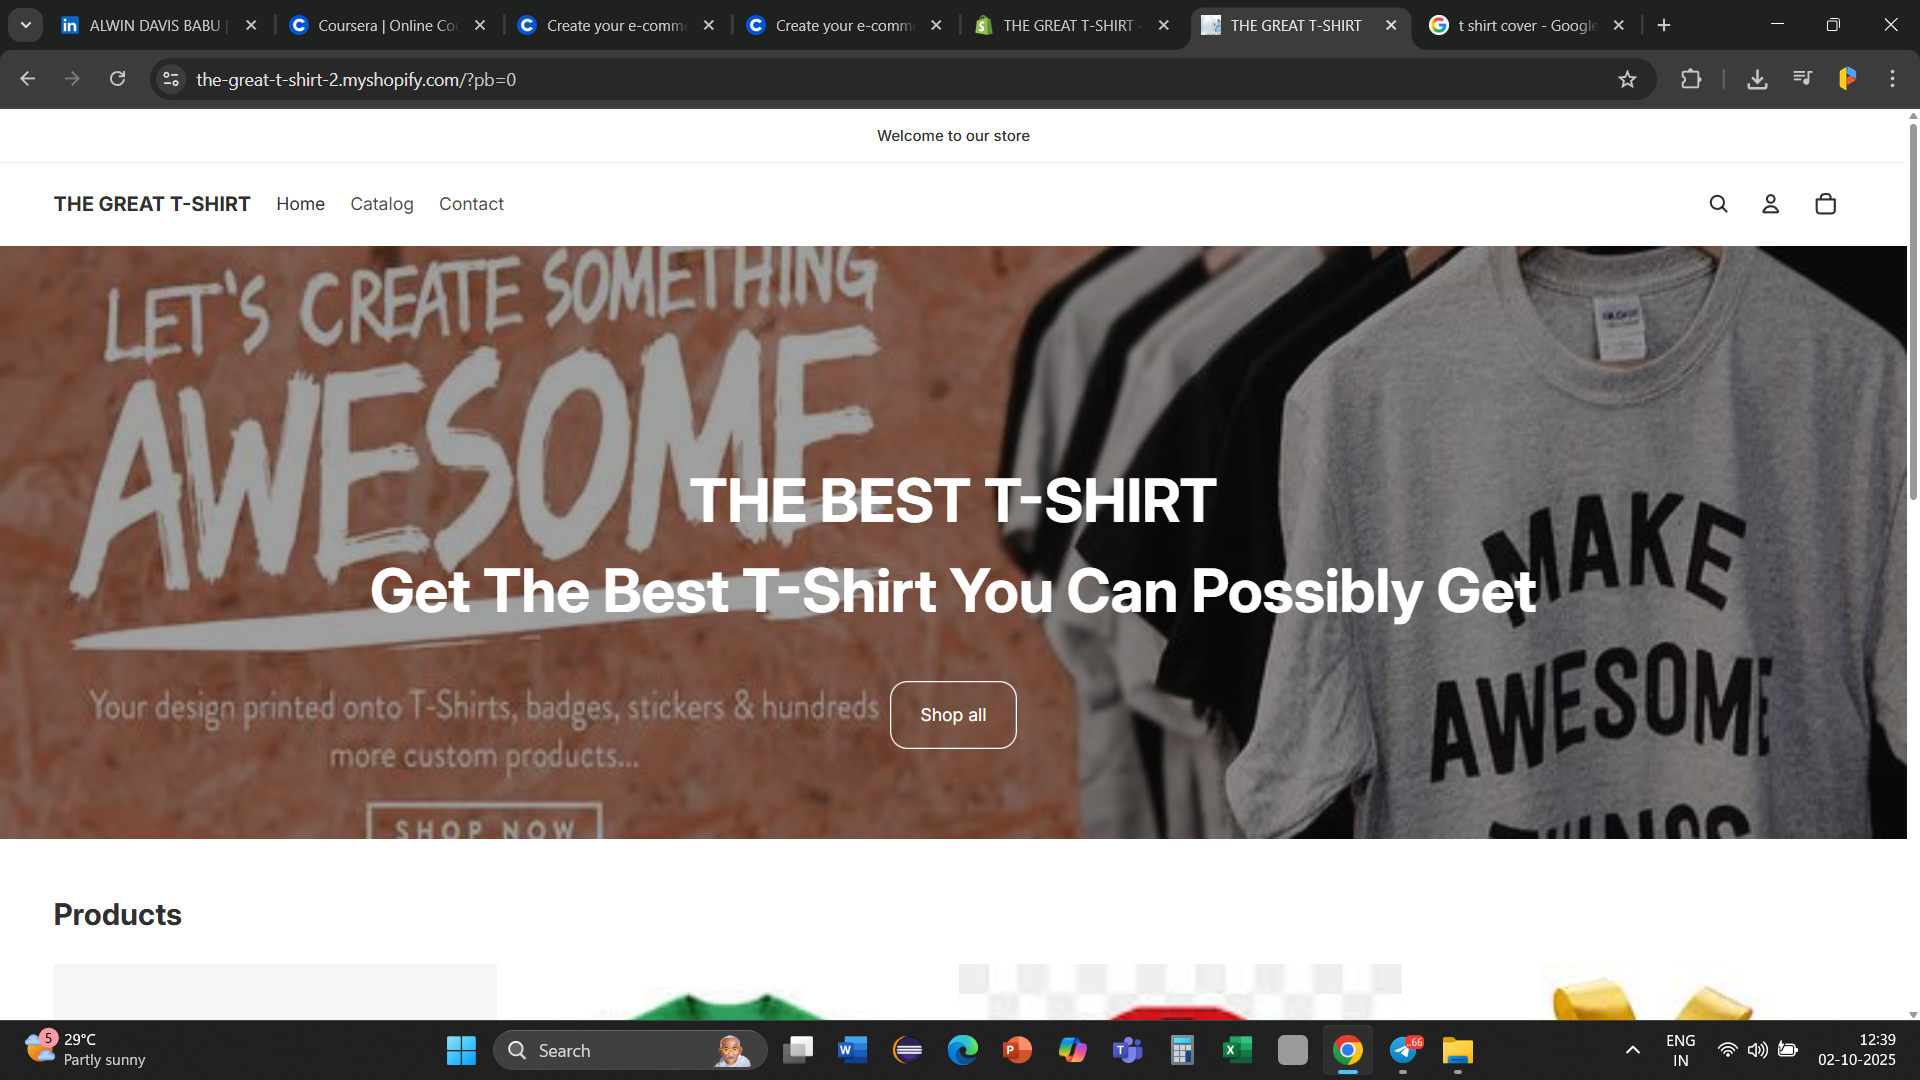 ALWIN DAVIS BABU |
Coursera | Online Co
Create your e-comme
Create your e-comm
THE GREAT T-SHIRT ·
THE GREAT T-SHIRT
t shirt cover - Google
the-great-t-shirt-2.myshopify.com/?pb=0
Welcome to our store
THE GREAT T-SHIRT Home Catalog Contact
LET'S CREATE SOMETHING
AWESOME
THE BEST T-SHIRT
Get The Best T-Shirt You Can Possibly Get
Your design printed onto T-Shirts, badges, stickers & hundreds
more custom products...
SHOP NOW
Shop all
MAKE
AWESOME
THINGS
Products
5
29°C
Partly sunny
Search
.66
ENG
IN
12:39
02-10-2025